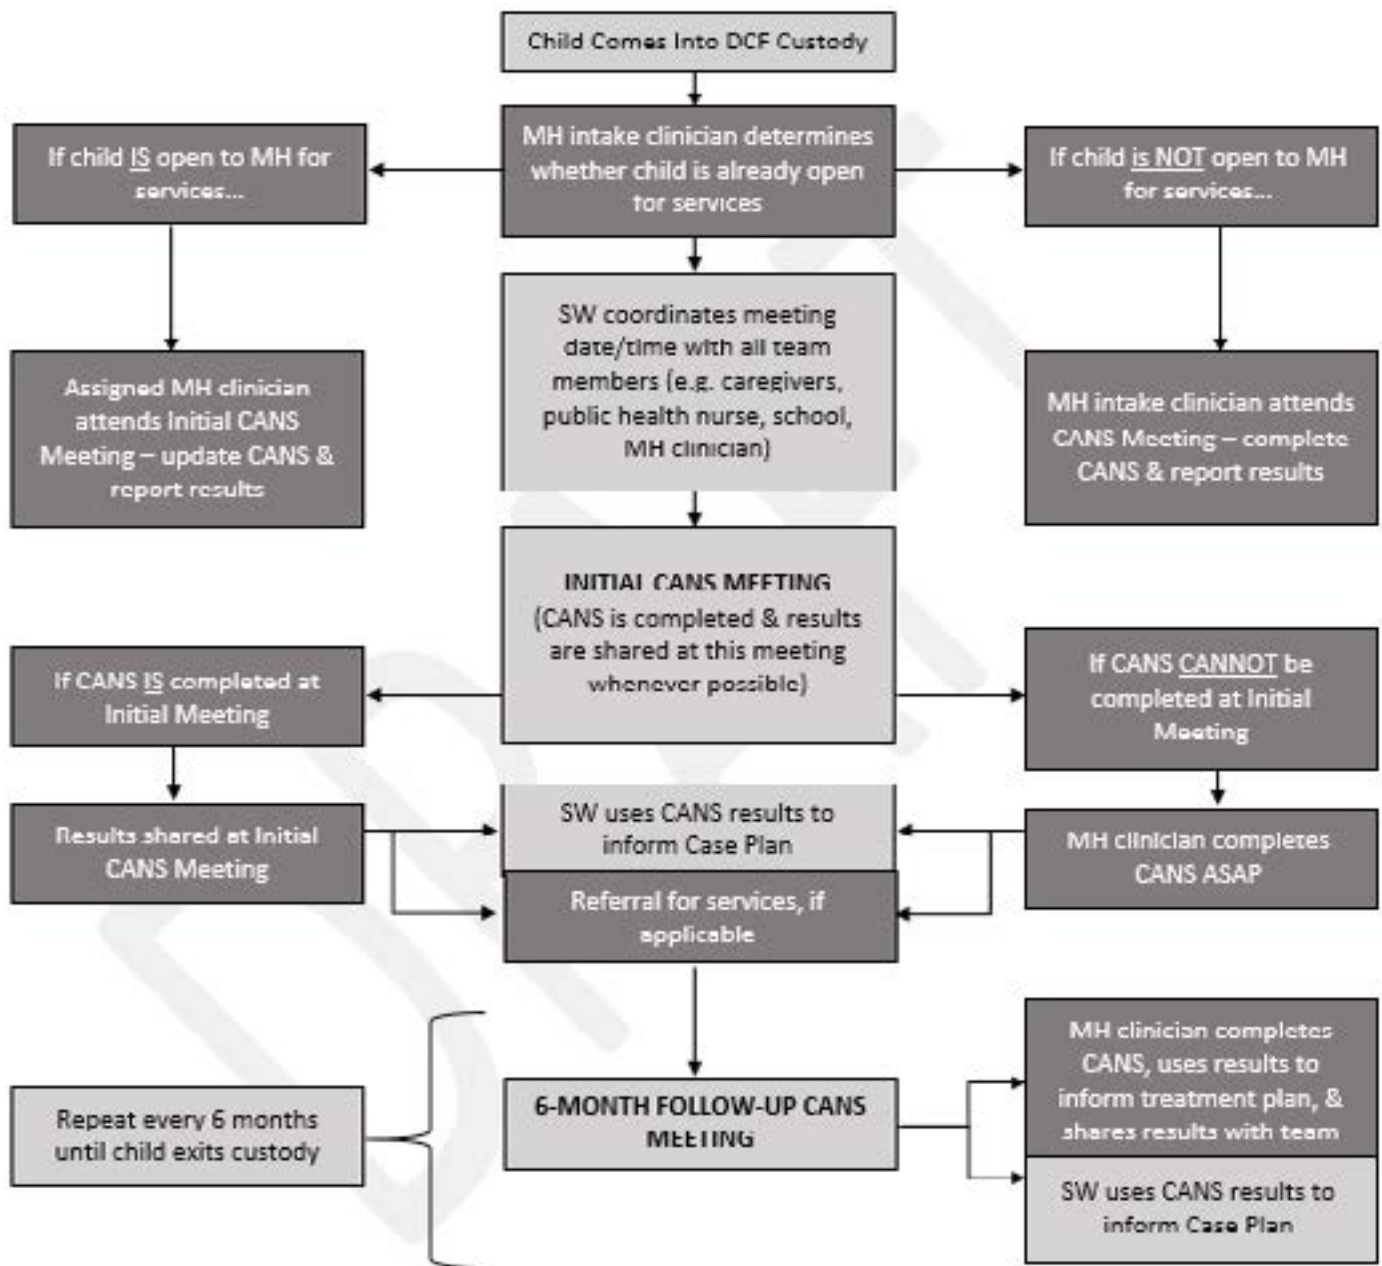 Child Comes Into DCF Custody
MH intake clinician determines
whether child is already open
for services
If child IS open to MH for
services...
If child is NOT open to MH
for services...
SW coordinates meeting
date/time with all team
members (e.g. caregivers,
public health nurse, school,
MH clinician)
Assigned MH clinician
attends Initial CANS
Meeting – update CANS &
report results
MH intake clinician attends
CANS Meeting – complete
CANS & report results
INITIAL CANS MEETING
(CANS is completed & results
are shared at this meeting
whenever possible)
If CANS IS completed at
Initial Meeting
If CANS CANNOT be
completed at Initial
Meeting
Results shared at Initial
CANS Meeting
SW uses CANS results to
inform Case Plan
Referral for services, if
applicable
MH clinician completes
CANS ASAP
Repeat every 6 months
until child exits custody
6-MONTH FOLLOW-UP CANS
MEETING
MH clinician completes
CANS, uses results to
inform treatment plan, &
shares results with team
SW uses CANS results to
inform Case Plan
DRAFT